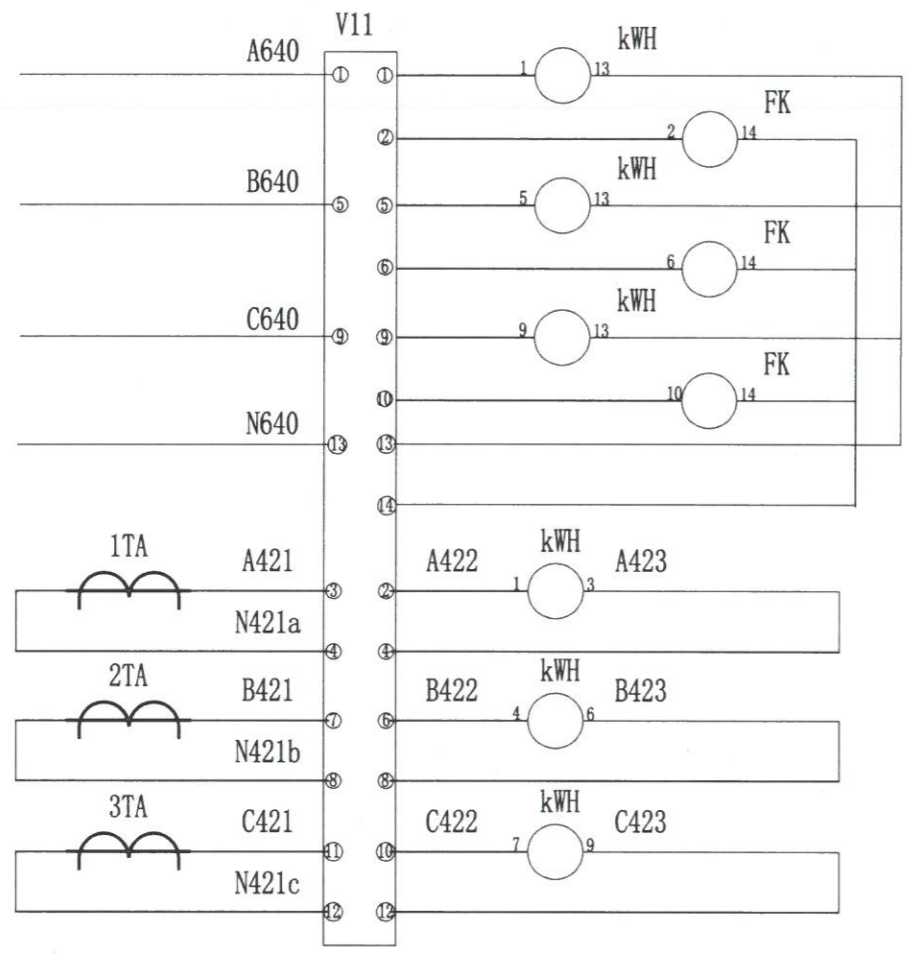 V11
A640 ① ① 1 kWH 13
② 2 FK 14
B640 ⑤ ⑤ 5 kWH 13
⑥ 6 FK 14
C640 ⑨ ⑨ 9 kWH 13
⑩ 10 FK 14
N640 ⑬ ⑬
⑭
1TA A421 ③ ② A422 1 kWH 3 A423
N421a ④ ④
2TA B421 ⑦ ⑥ B422 4 kWH 6 B423
N421b ⑧ ⑧
3TA C421 ⑪ ⑩ C422 7 kWH 9 C423
N421c ⑫ ⑫